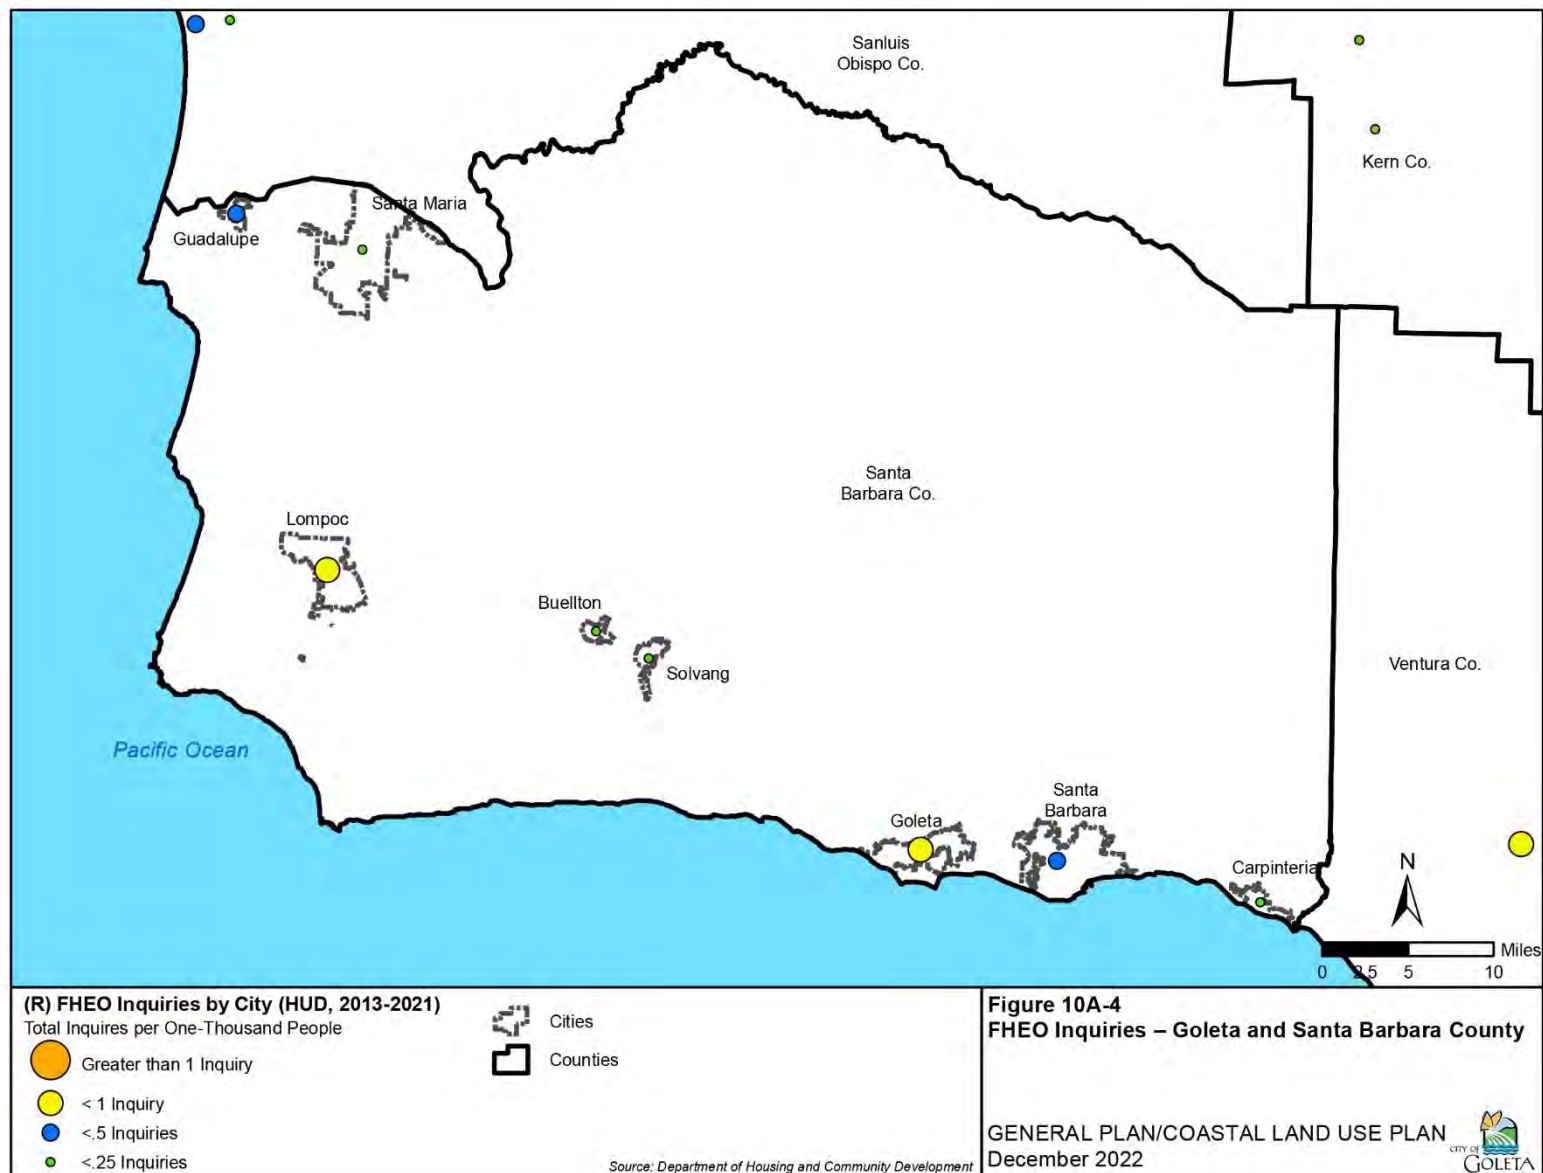 Sanluis
Obispo Co.
Kern Co.
Santa Maria
Guadalupe
Santa
Barbara Co.
Lompoc
Buellton
Solvang
Ventura Co.
Pacific Ocean
Santa
Barbara
Goleta
Carpinteria
N
Miles
0 2.5 5 10
(R) FHEO Inquiries by City (HUD, 2013-2021)
Total Inquires per One-Thousand People
Greater than 1 Inquiry
< 1 Inquiry
<.5 Inquiries
<.25 Inquiries
Cities
Counties
Source: Department of Housing and Community Development
Figure 10A-4
FHEO Inquiries – Goleta and Santa Barbara County
GENERAL PLAN/COASTAL LAND USE PLAN
December 2022
CITY OF
GOLETA